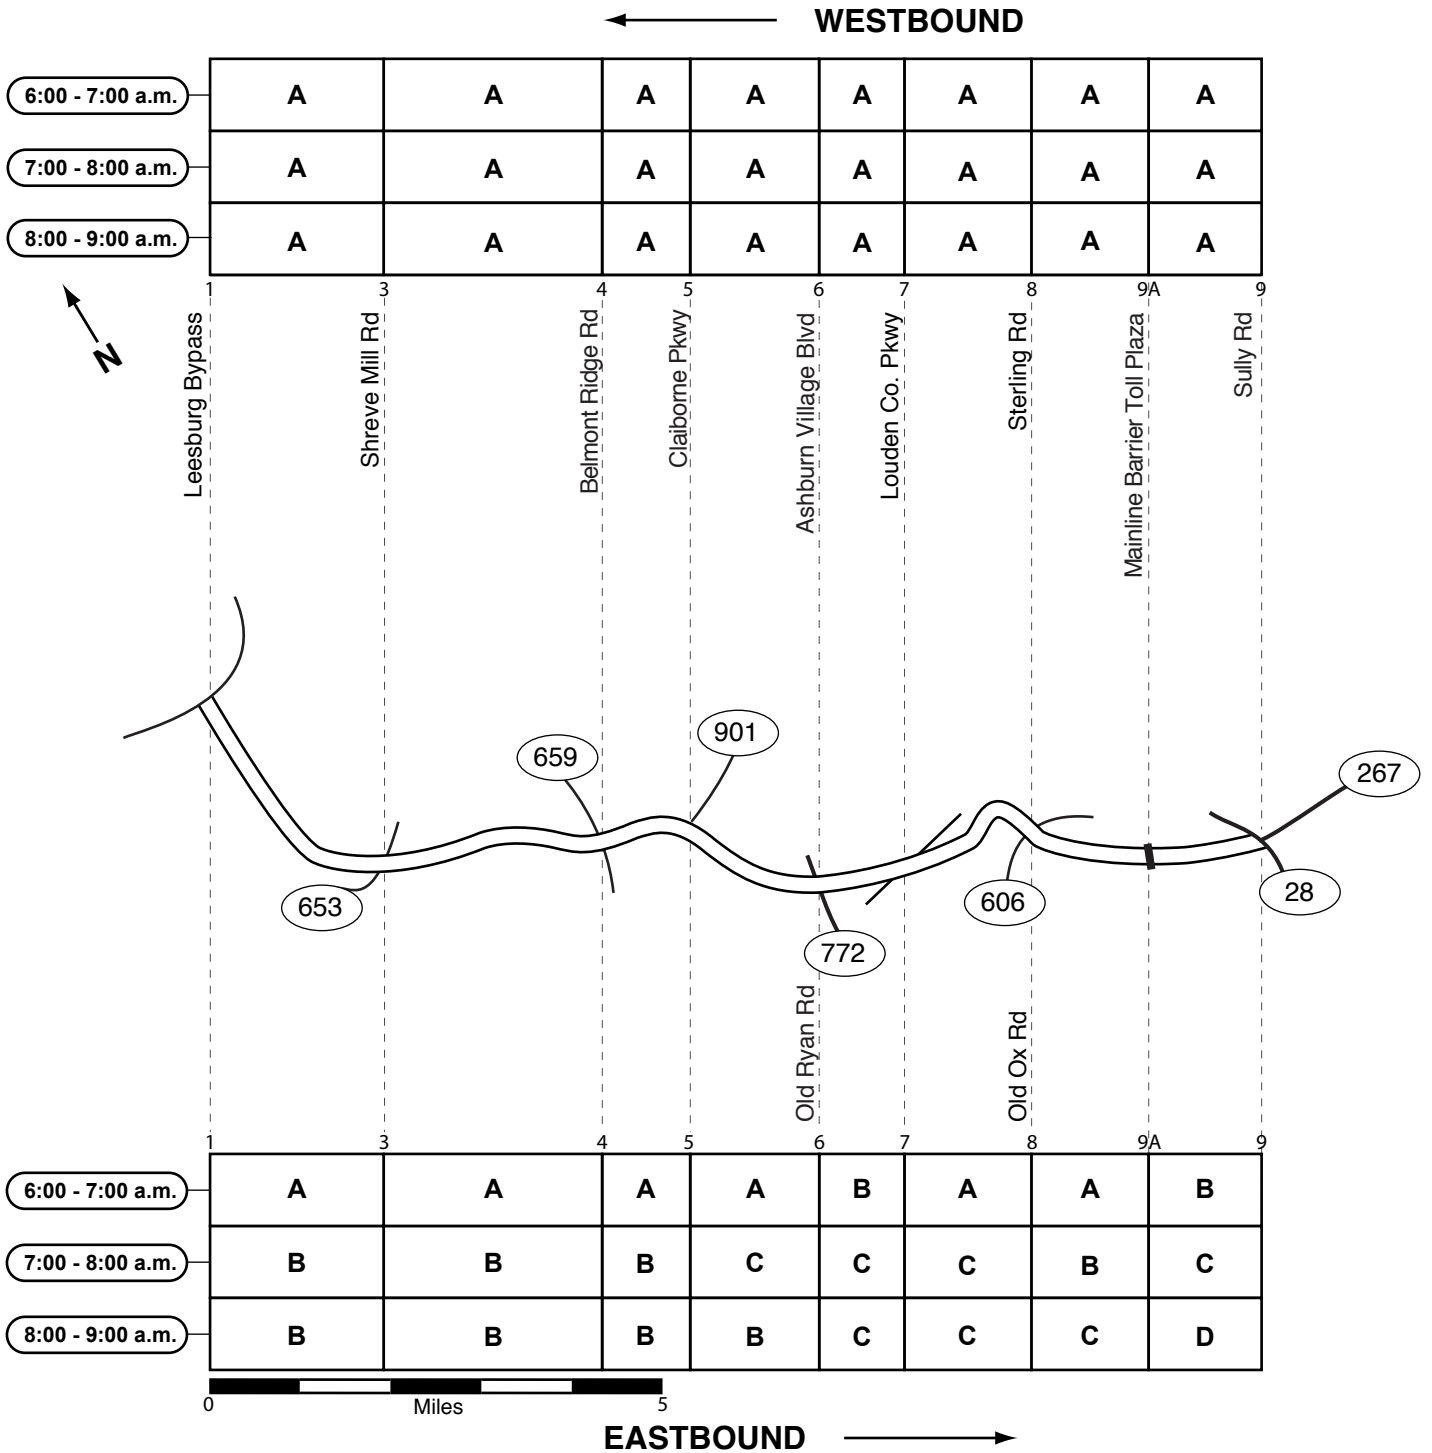 WESTBOUND
6:00 - 7:00 a.m. A A A A A A A A
7:00 - 8:00 a.m. A A A A A A A A
8:00 - 9:00 a.m. A A A A A A A A
1 3 4 5 6 7 8 9A 9
N
Leesburg Bypass
Shreve Mill Rd
Belmont Ridge Rd
Claiborne Pkwy
Ashburn Village Blvd
Louden Co. Pkwy
Sterling Rd
Mainline Barrier Toll Plaza
Sully Rd
901
659
267
28
606
653
772
Old Ryan Rd
Old Ox Rd
1 3 4 5 6 7 8 9A 9
6:00 - 7:00 a.m. A A A A B A A B
7:00 - 8:00 a.m. B B B C C C B C
8:00 - 9:00 a.m. B B B B C C C D
0 Miles 5
EASTBOUND